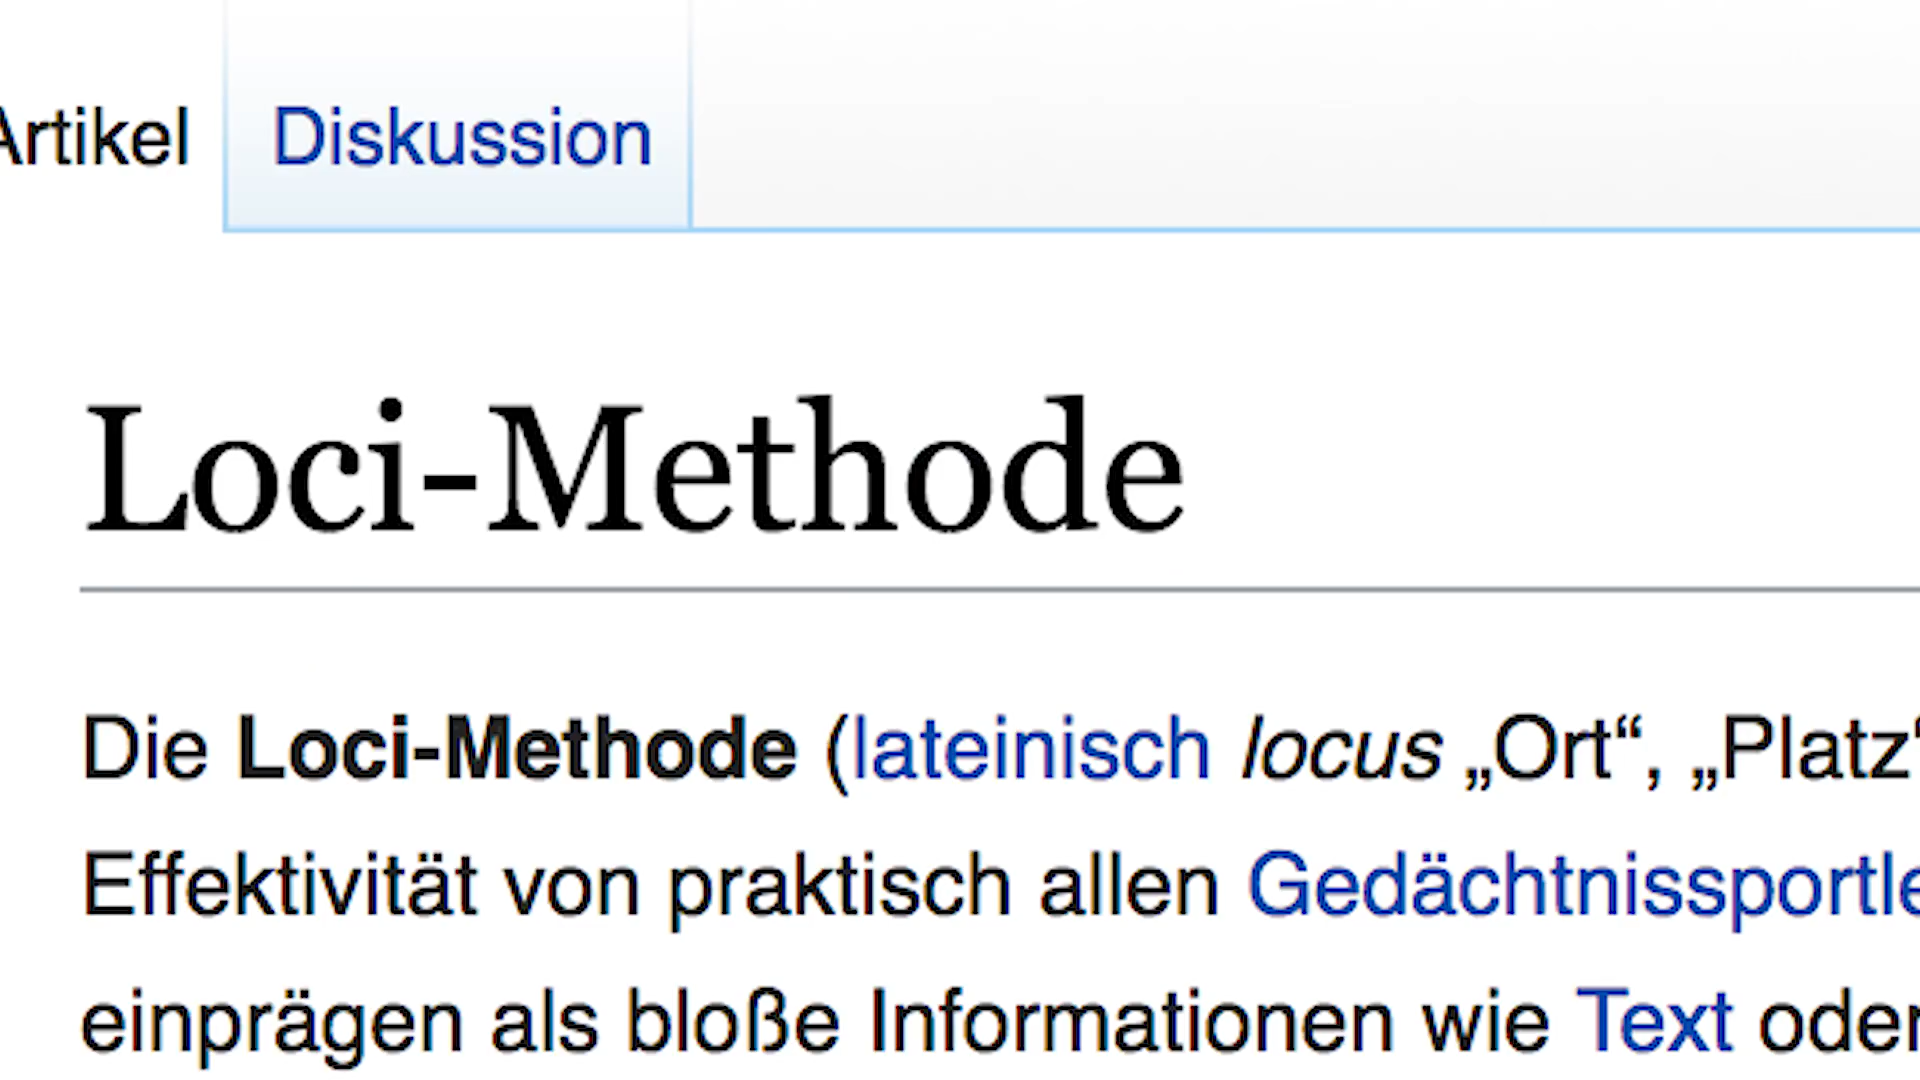 Artikel Diskussion
Loci-Methode
Die Loci-Methode (lateinisch locus „Ort“, „Platz“
Effektivität von praktisch allen
einprägen als bloße Informationen wie Text oder